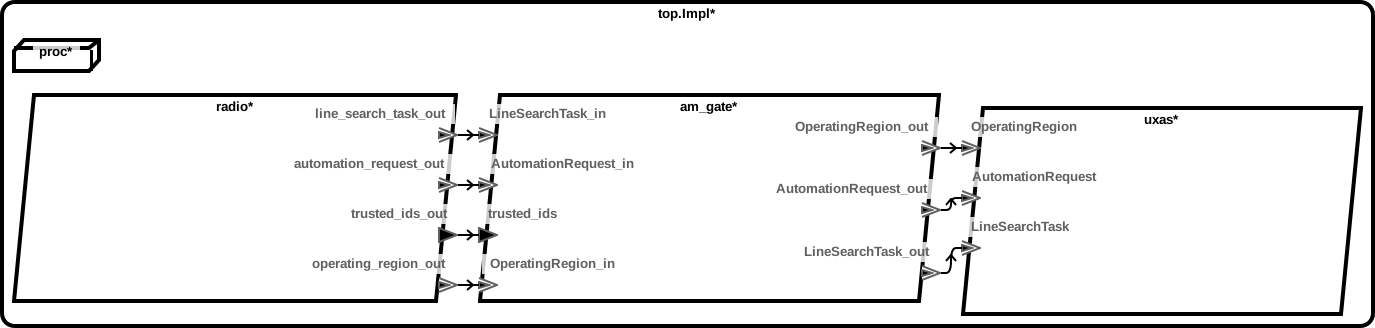 top.Impl*
proc*
radio*
line_search_task_out
automation_request_out
trusted_ids_out
operating_region_out
am_gate*
LineSearchTask_in
AutomationRequest_in
trusted_ids
OperatingRegion_in
OperatingRegion_out
AutomationRequest_out
LineSearchTask_out
uxas*
OperatingRegion
AutomationRequest
LineSearchTask